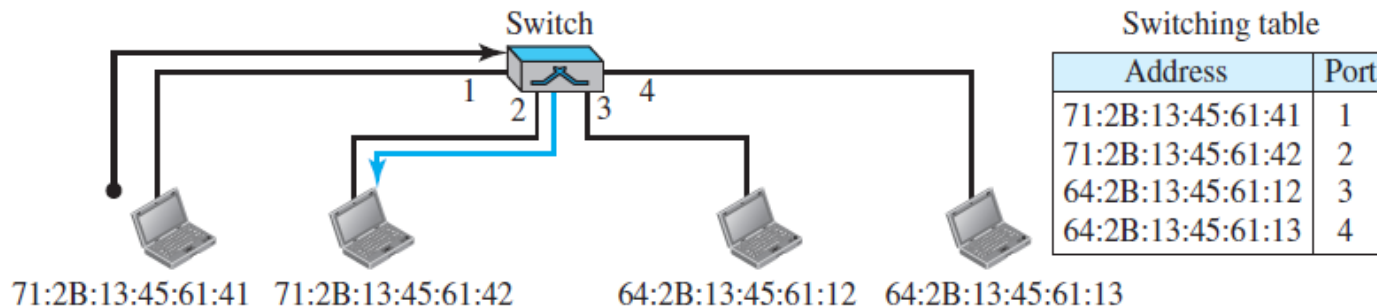 Switch
Switching table
Address Port
71:2B:13:45:61:41 1
71:2B:13:45:61:42 2
64:2B:13:45:61:12 3
64:2B:13:45:61:13 4
1
2
3
4
71:2B:13:45:61:41 71:2B:13:45:61:42 64:2B:13:45:61:12 64:2B:13:45:61:13